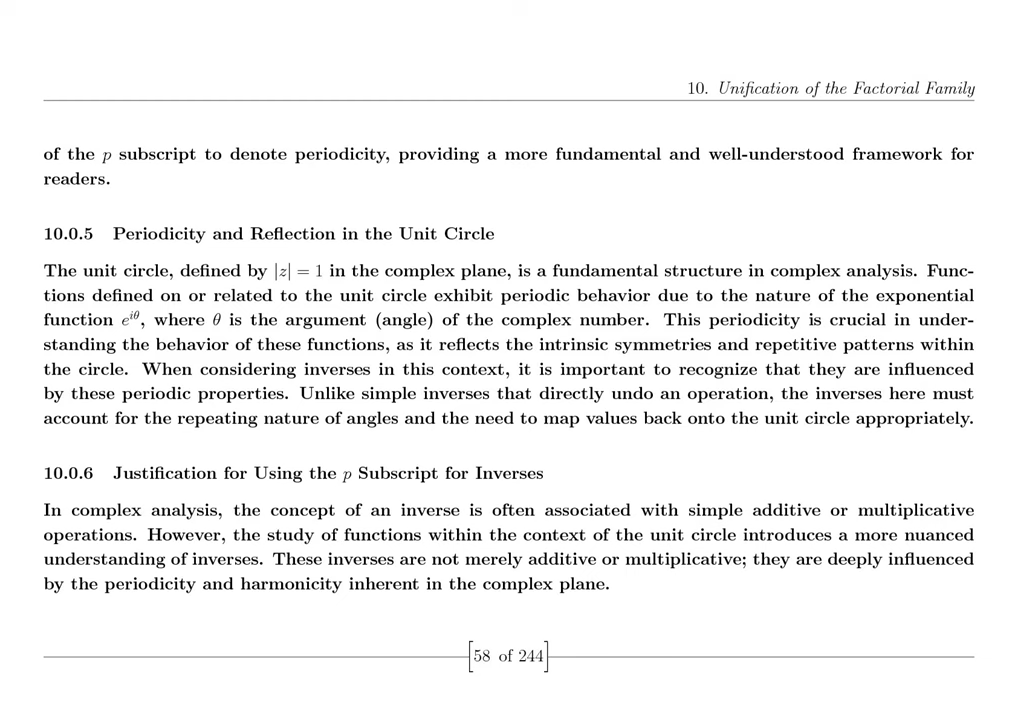 10. Unification of the Factorial Family
of the p subscript to denote periodicity, providing a more fundamental and well-understood framework for
readers.
10.0.5 Periodicity and Reflection in the Unit Circle
The unit circle, defined by |z| = 1 in the complex plane, is a fundamental structure in complex analysis. Func-
tions defined on or related to the unit circle exhibit periodic behavior due to the nature of the exponential
function e^{iθ}, where θ is the argument (angle) of the complex number. This periodicity is crucial in under-
standing the behavior of these functions, as it reflects the intrinsic symmetries and repetitive patterns within
the circle. When considering inverses in this context, it is important to recognize that they are influenced
by these periodic properties. Unlike simple inverses that directly undo an operation, the inverses here must
account for the repeating nature of angles and the need to map values back onto the unit circle appropriately.
10.0.6 Justification for Using the p Subscript for Inverses
In complex analysis, the concept of an inverse is often associated with simple additive or multiplicative
operations. However, the study of functions within the context of the unit circle introduces a more nuanced
understanding of inverses. These inverses are not merely additive or multiplicative; they are deeply influenced
by the periodicity and harmonicity inherent in the complex plane.
58 of 244